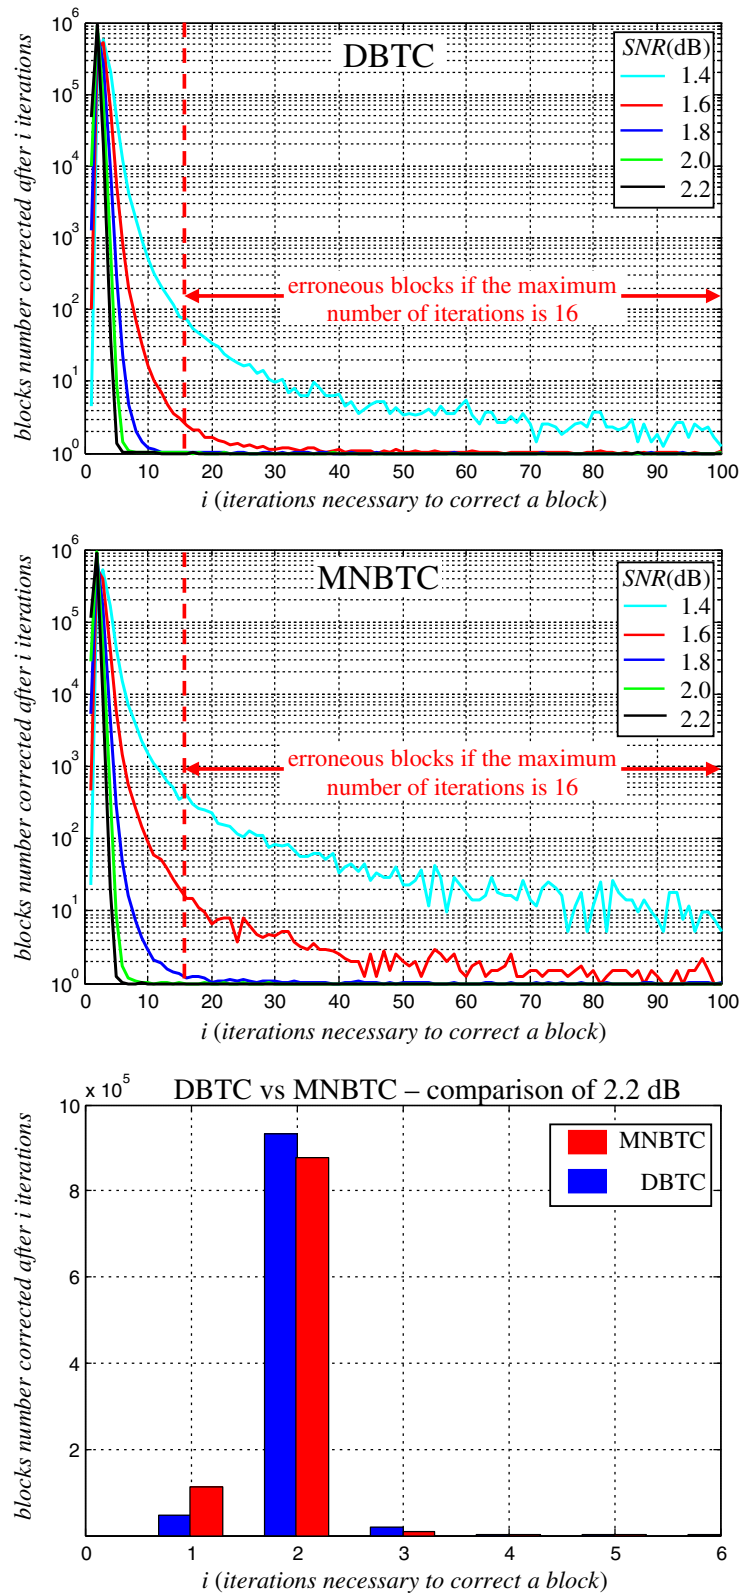 blocks number corrected after i iterations
10^6
10^5
10^4
10^3
10^2
10^1
10^0
DBTC
SNR(dB)
1.4
1.6
1.8
2.0
2.2
erroneous blocks if the maximum
number of iterations is 16
0 10 20 30 40 50 60 70 80 90 100
i (iterations necessary to correct a block)
blocks number corrected after i iterations
10^6
10^5
10^4
10^3
10^2
10^1
10^0
MNBTC
SNR(dB)
1.4
1.6
1.8
2.0
2.2
erroneous blocks if the maximum
number of iterations is 16
0 10 20 30 40 50 60 70 80 90 100
i (iterations necessary to correct a block)
DBTC vs MNBTC – comparison of 2.2 dB
x 10^5
blocks number corrected after i iterations
10
8
6
4
2
MNBTC
DBTC
0 1 2 3 4 5 6
i (iterations necessary to correct a block)